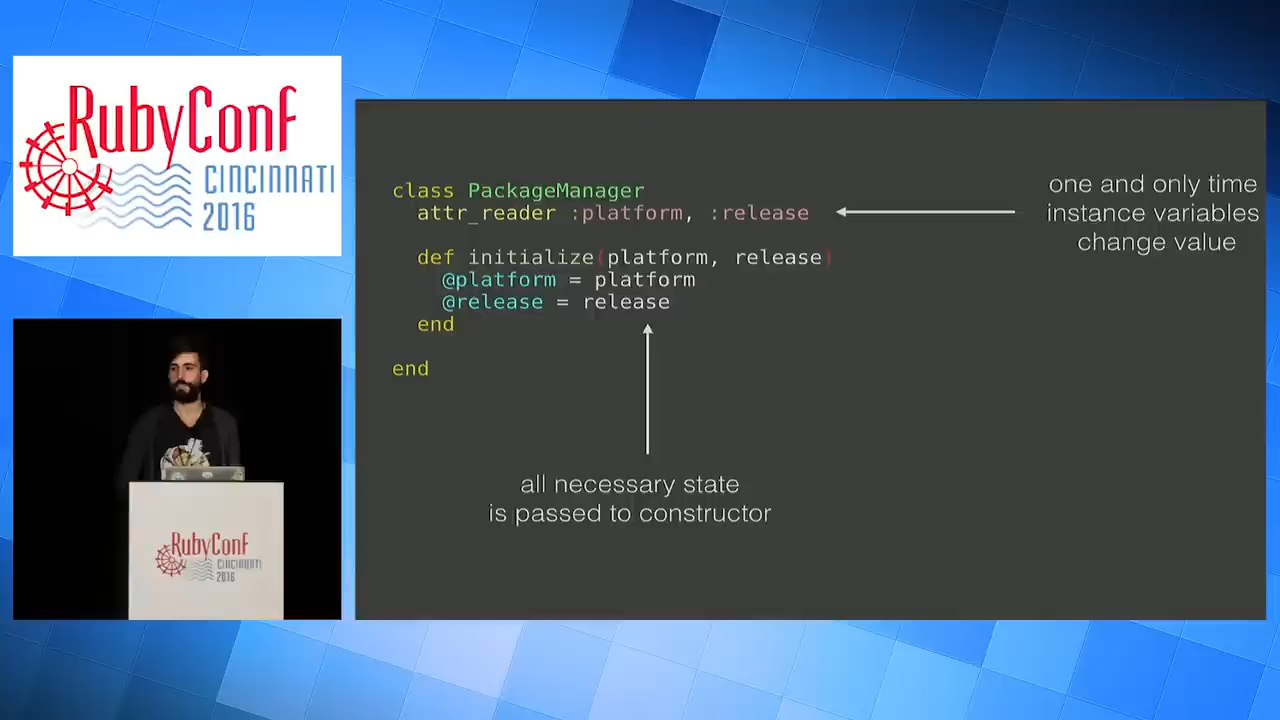 RubyConf
CINCINNATI
2016
class PackageManager
attr_reader :platform, :release
def initialize(platform, release)
@platform = platform
@release = release
end
end
one and only time
instance variables
change value
all necessary state
is passed to constructor
RubyConf
CINCINNATI
2016